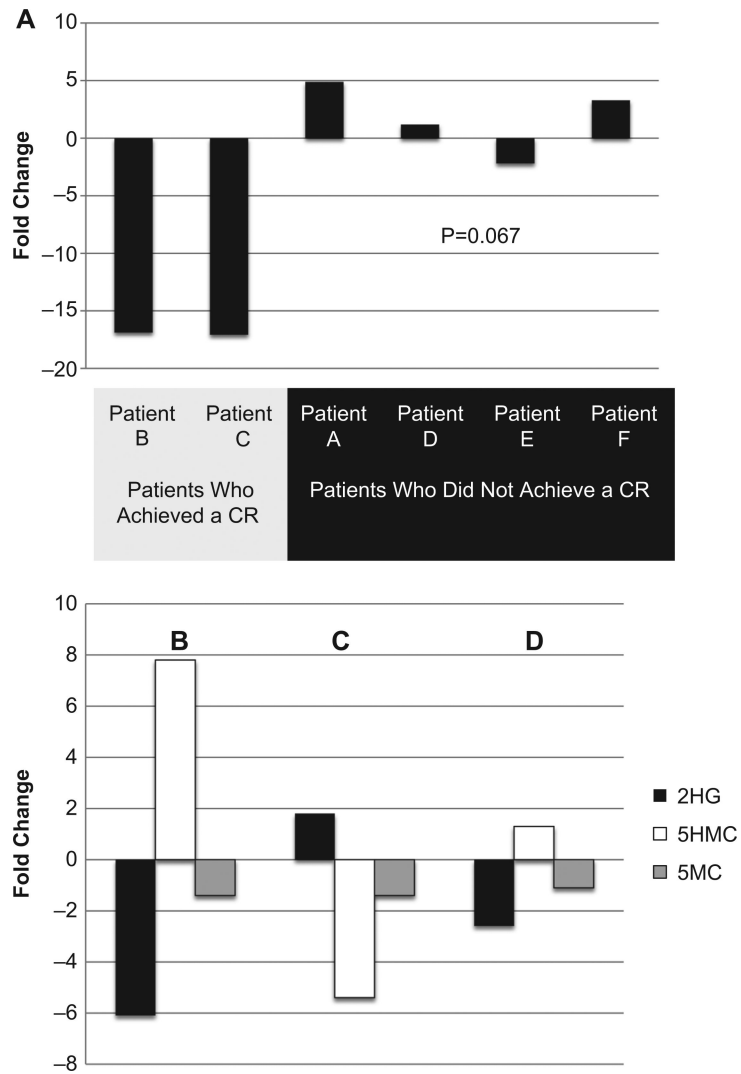 A
10
5
0
–5
–10
–15
–20
Fold Change
P=0.067
Patient B
Patient C
Patient A
Patient D
Patient E
Patient F
Patients Who
Achieved a CR
Patients Who Did Not Achieve a CR
10
8
6
4
2
0
–2
–4
–6
–8
Fold Change
B
C
D
2HG
5HMC
5MC